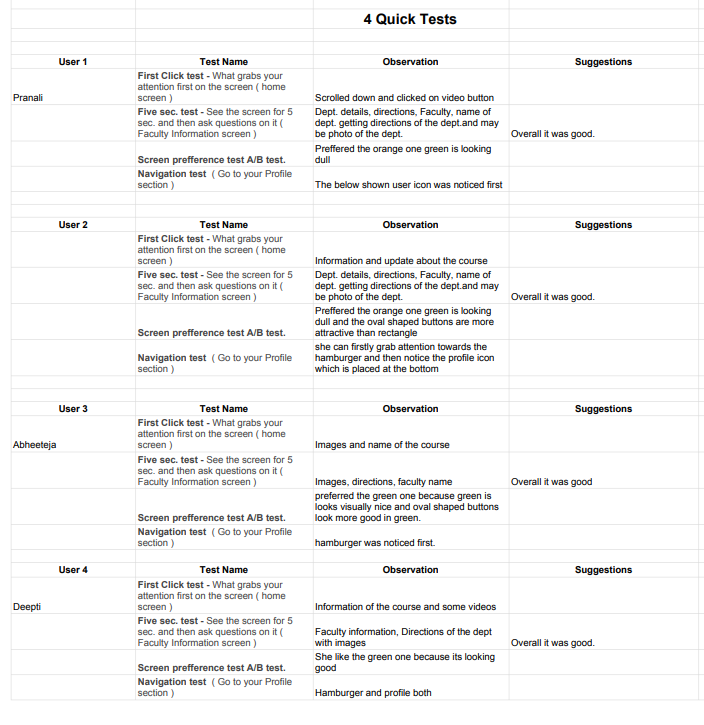 4 Quick Tests
User 1 Test Name Observation Suggestions
First Click test - What grabs your
attention first on the screen ( home
screen )
Pranali
Scrolled down and clicked on video button
Five sec. test - See the screen for 5
sec. and then ask questions on it (
Faculty Information screen )
Dept. details, directions, Faculty, name of
dept. getting directions of the dept.and may
be photo of the dept.
Overall it was good.
Screen prefference test A/B test.
Preffered the orange one green is looking
dull
Navigation test ( Go to your Profile
section )
The below shown user icon was noticed first
User 2 Test Name Observation Suggestions
First Click test - What grabs your
attention first on the screen ( home
screen )
Information and update about the course
Five sec. test - See the screen for 5
sec. and then ask questions on it (
Faculty Information screen )
Dept. details, directions, Faculty, name of
dept. getting directions of the dept.and may
be photo of the dept.
Overall it was good.
Screen prefference test A/B test.
Preffered the orange one green is looking
dull and the oval shaped buttons are more
attractive than rectangle
Navigation test ( Go to your Profile
section )
she can firstly grab attention towards the
hamburger and then notice the profile icon
which is placed at the bottom
User 3 Test Name Observation Suggestions
First Click test - What grabs your
attention first on the screen ( home
screen )
Abheeteja
Images and name of the course
Five sec. test - See the screen for 5
sec. and then ask questions on it (
Faculty Information screen )
Images, directions, faculty name
Overall it was good
Screen prefference test A/B test.
preferred the green one because green is
looks visually nice and oval shaped buttons
look more good in green.
Navigation test ( Go to your Profile
section )
hamburger was noticed first.
User 4 Test Name Observation Suggestions
First Click test - What grabs your
attention first on the screen ( home
screen )
Deepti
Information of the course and some videos
Five sec. test - See the screen for 5
sec. and then ask questions on it (
Faculty Information screen )
Faculty information, Directions of the dept
with images
Overall it was good.
Screen prefference test A/B test.
She like the green one because its looking
good
Navigation test ( Go to your Profile
section )
Hamburger and profile both